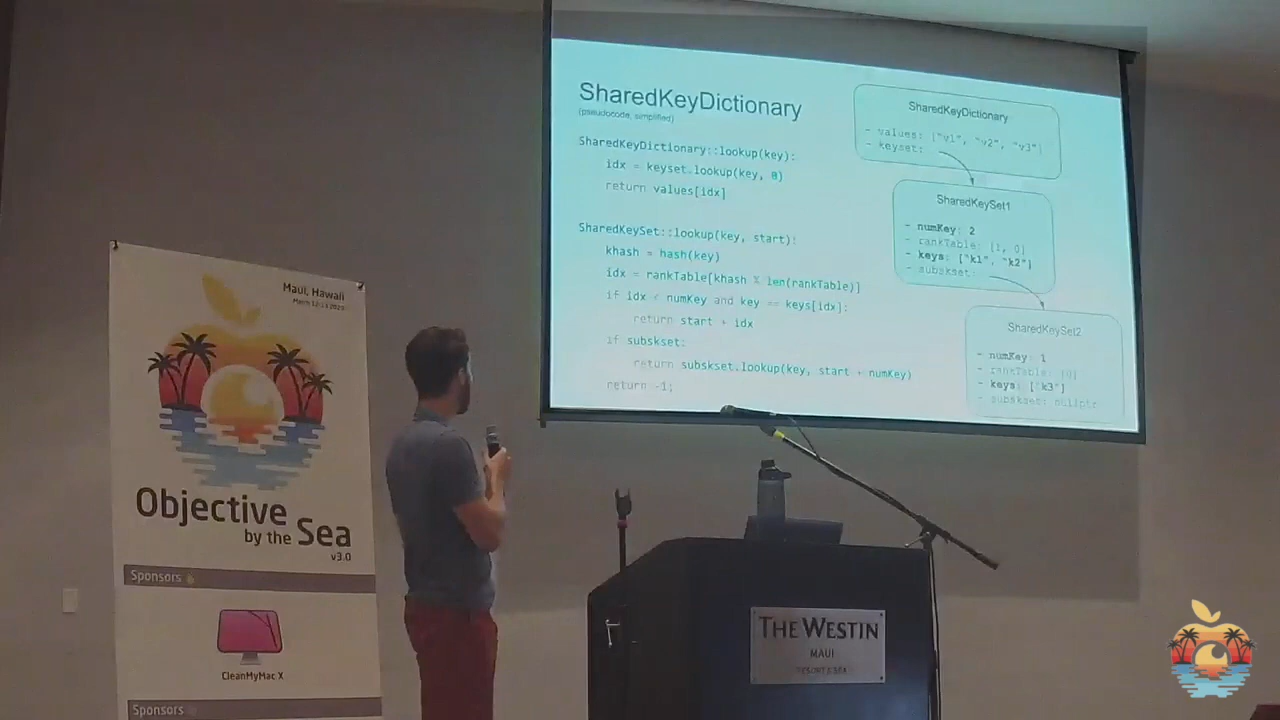 SharedKeyDictionary
(pseudocode, simplified)
SharedKeyDictionary::lookup(key):
idx = keyset.lookup(key, 0)
return values[idx]
SharedKeySet::lookup(key, start):
khash = hash(key)
idx = rankTable[khash % len(rankTable)]
if idx < numKey and key == keys[idx]:
return start + idx
if subskset:
return subskset.lookup(key, start + numKey)
return -1;
SharedKeyDictionary
- values: ["v1", "v2", "v3"]
- keyset:
SharedKeySet1
- numKey: 2
- rankTable: [1, 0]
- keys: ["k1", "k2"]
- subskset:
SharedKeySet2
- numKey: 1
- rankTable: [0]
- keys: ["k3"]
- subskset: nullptr
Maui, Hawaii
Objective
by the Sea
v3.0
Sponsors
CleanMyMac X
Sponsors
THE WESTIN
MAUI
RESORT & SPA